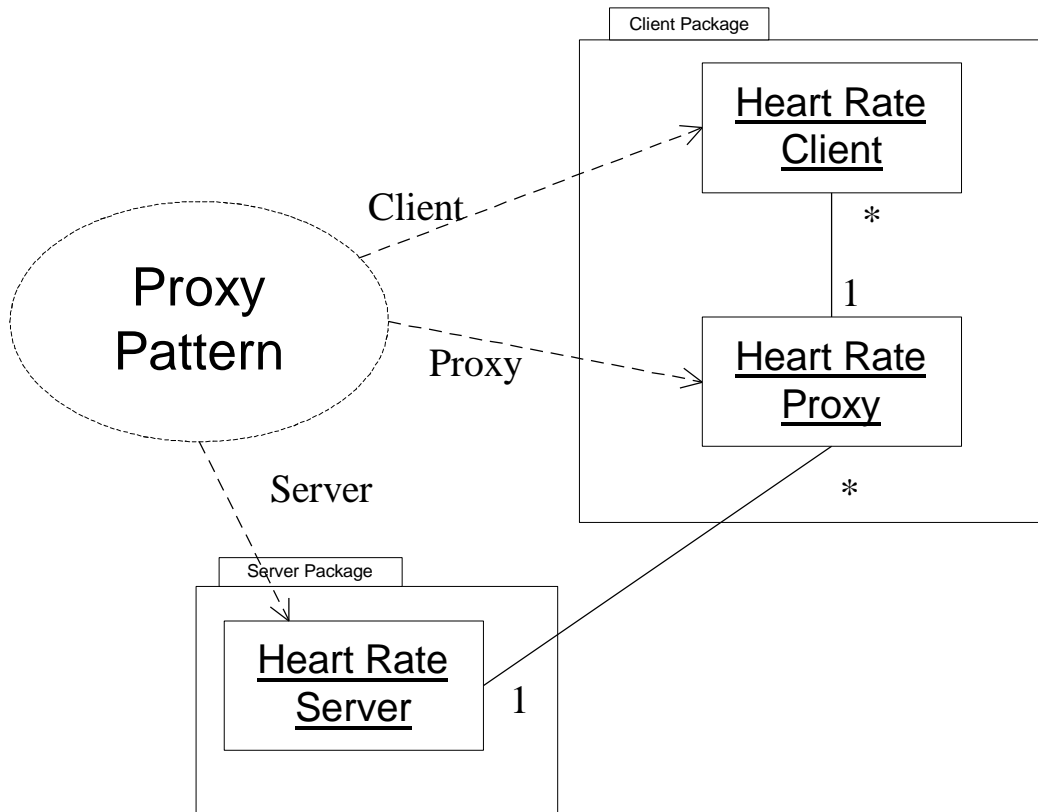 Client Package
Heart Rate
Client
Client
*
1
Proxy
Pattern
Proxy
Heart Rate
Proxy
*
Server
Server Package
Heart Rate
Server
1